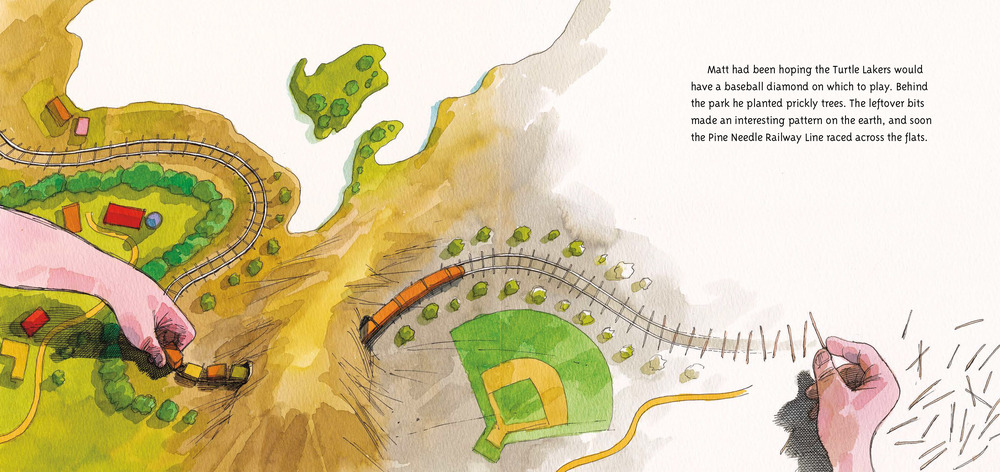 Matt had been hoping the Turtle Lakers would
have a baseball diamond on which to play. Behind
the park he planted prickly trees. The leftover bits
made an interesting pattern on the earth, and soon
the Pine Needle Railway Line raced across the flats.